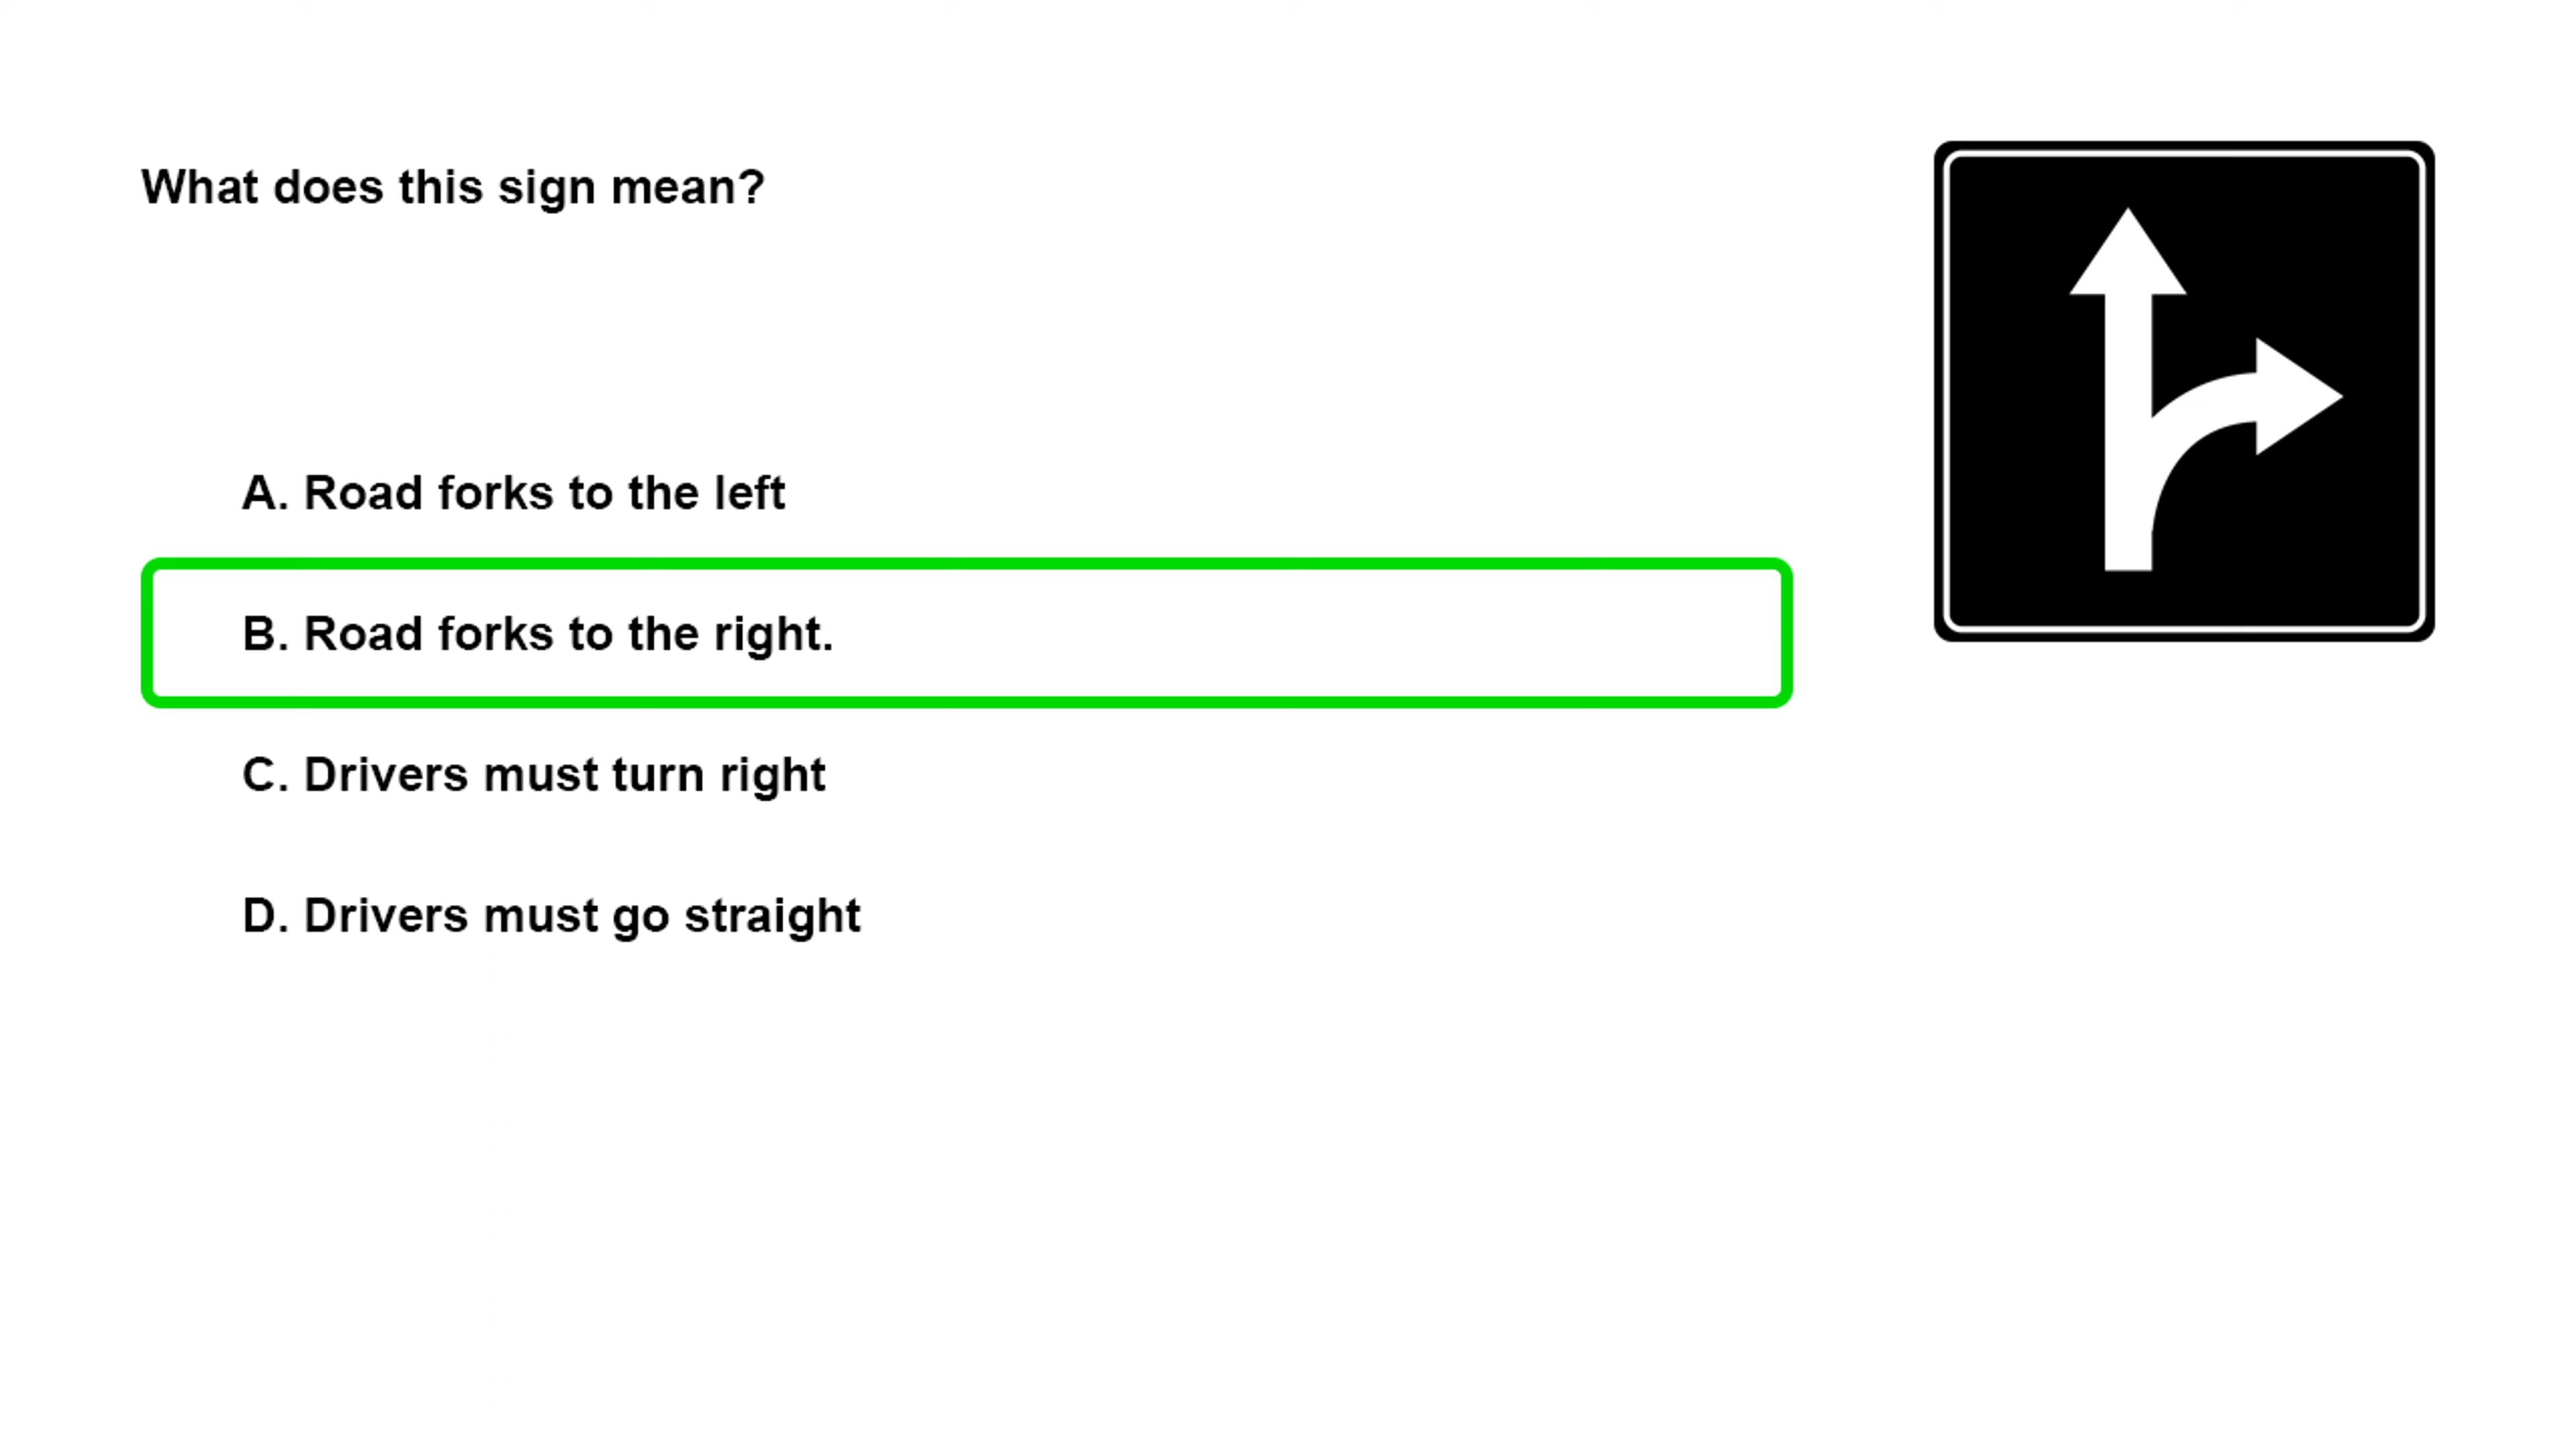 What does this sign mean?
A. Road forks to the left
B. Road forks to the right.
C. Drivers must turn right
D. Drivers must go straight